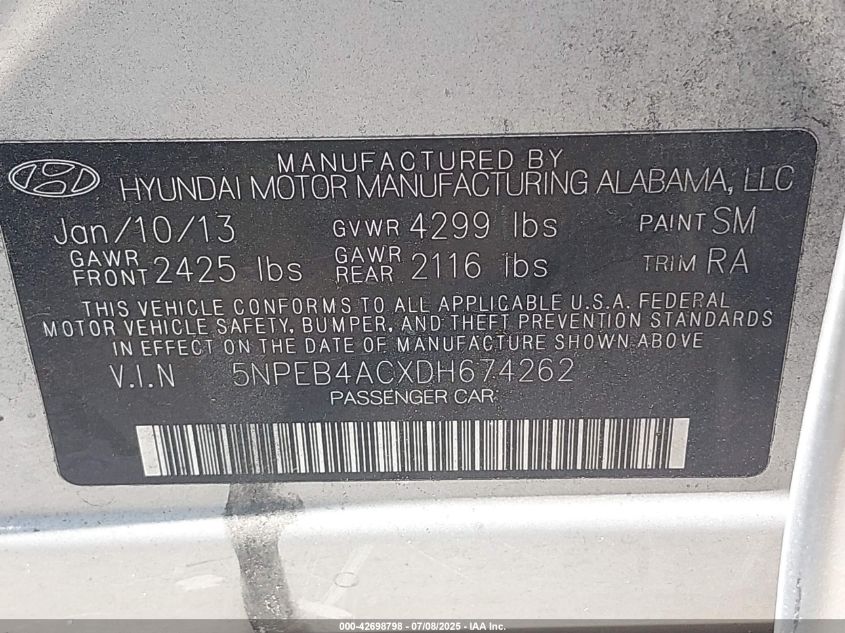 MANUFACTURED BY
HYUNDAI MOTOR MANUFACTURING ALABAMA, LLC
Jan/10/13 GVWR 4299 lbs PAINT SM
GAWR FRONT 2425 lbs GAWR REAR 2116 lbs TRIM RA
THIS VEHICLE CONFORMS TO ALL APPLICABLE U.S.A. FEDERAL
MOTOR VEHICLE SAFETY, BUMPER, AND THEFT PREVENTION STANDARDS
IN EFFECT ON THE DATE OF MANUFACTURE SHOWN ABOVE
V.I.N 5NPEB4ACXDH674262
PASSENGER CAR
000-42698798 - 07/08/2025 - IAA Inc.